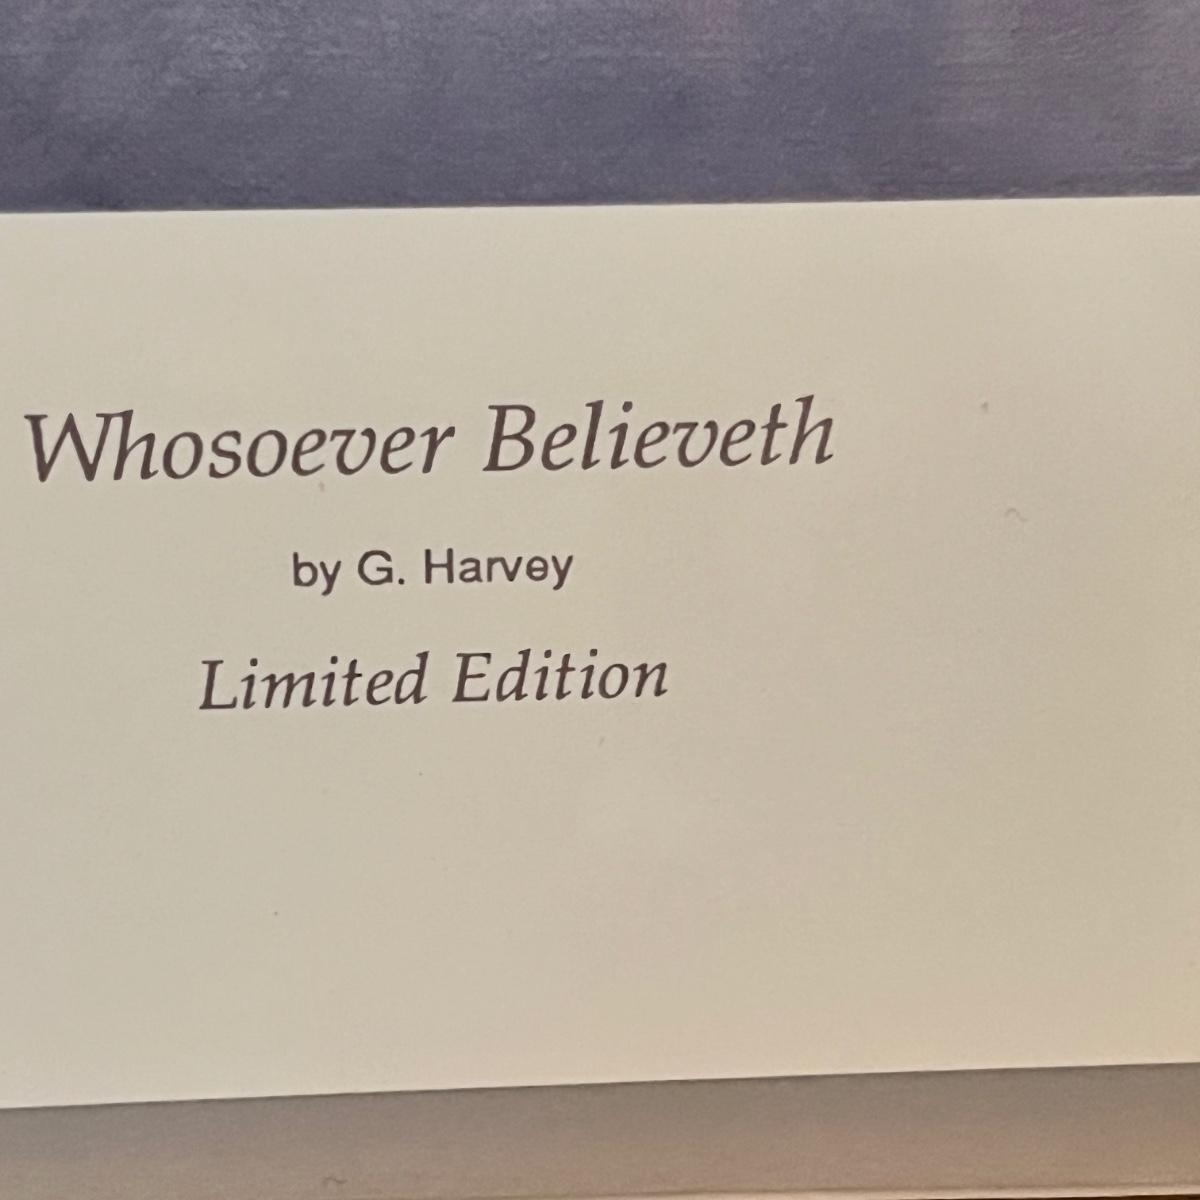 Whosoever Believeth
by G. Harvey
Limited Edition